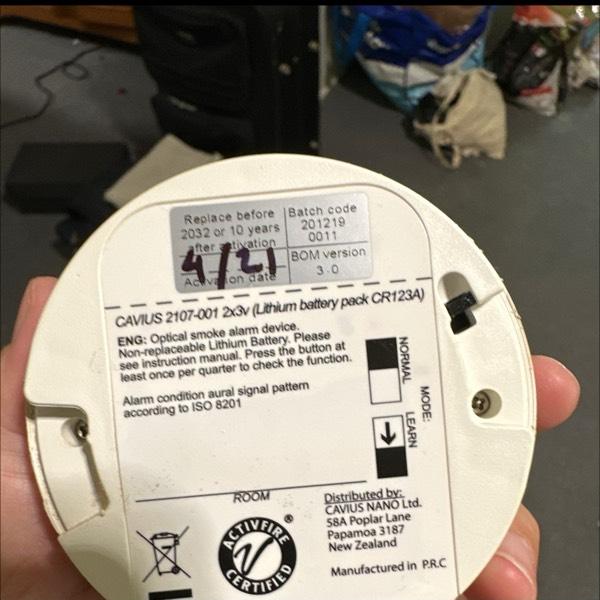 Replace before
2032 or 10 years
after activation
4/21
Activation date
Batch code
201219
0011
BOM version
3.0
CAVIUS 2107-001 2x3v (Lithium battery pack CR123A)
ENG: Optical smoke alarm device.
Non-replaceable Lithium Battery. Please
see instruction manual. Press the button at
least once per quarter to check the function.
Alarm condition aural signal pattern
according to ISO 8201
NORMAL
MODE:
LEARN
ROOM
ACTIVFIRE
®
CERTIFIED
Distributed by:
CAVIUS NANO Ltd.
58A Poplar Lane
Papamoa 3187
New Zealand
Manufactured in P.R.C